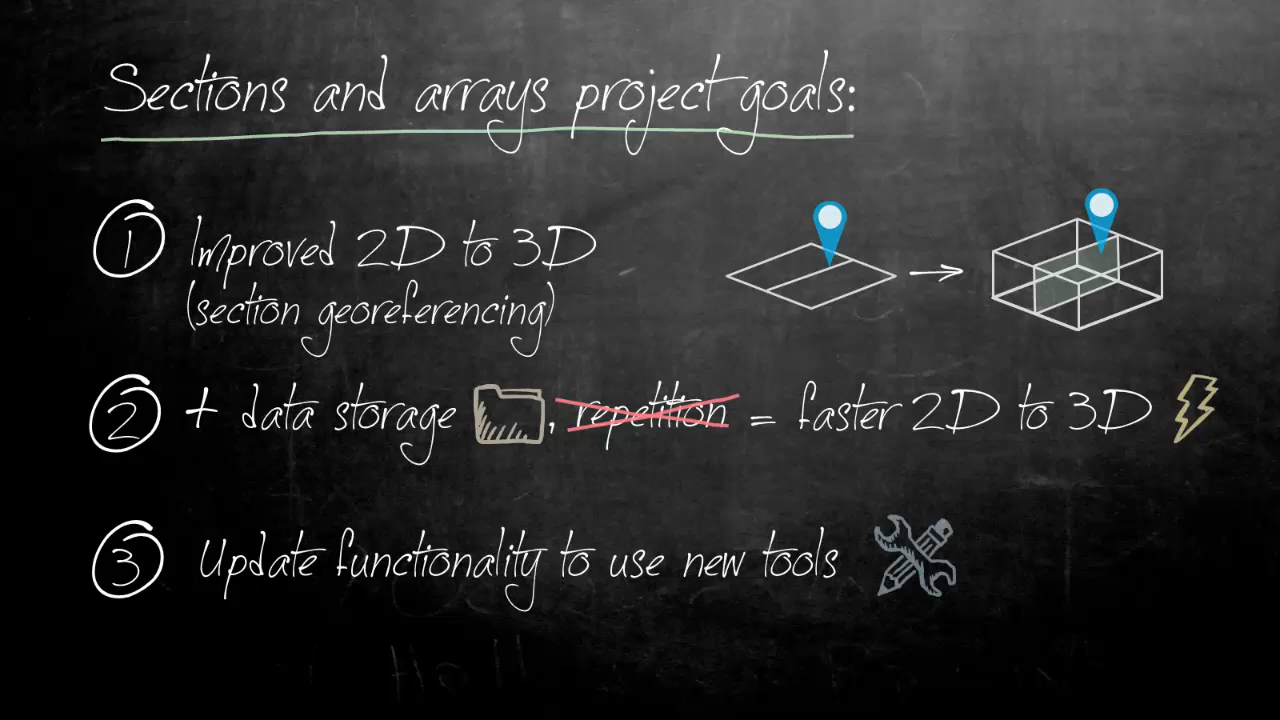 Sections and arrays project goals:
1 Improved 2D to 3D
(section georeferencing)
2 + data storage , repetition = faster 2D to 3D
3 Update functionality to use new tools